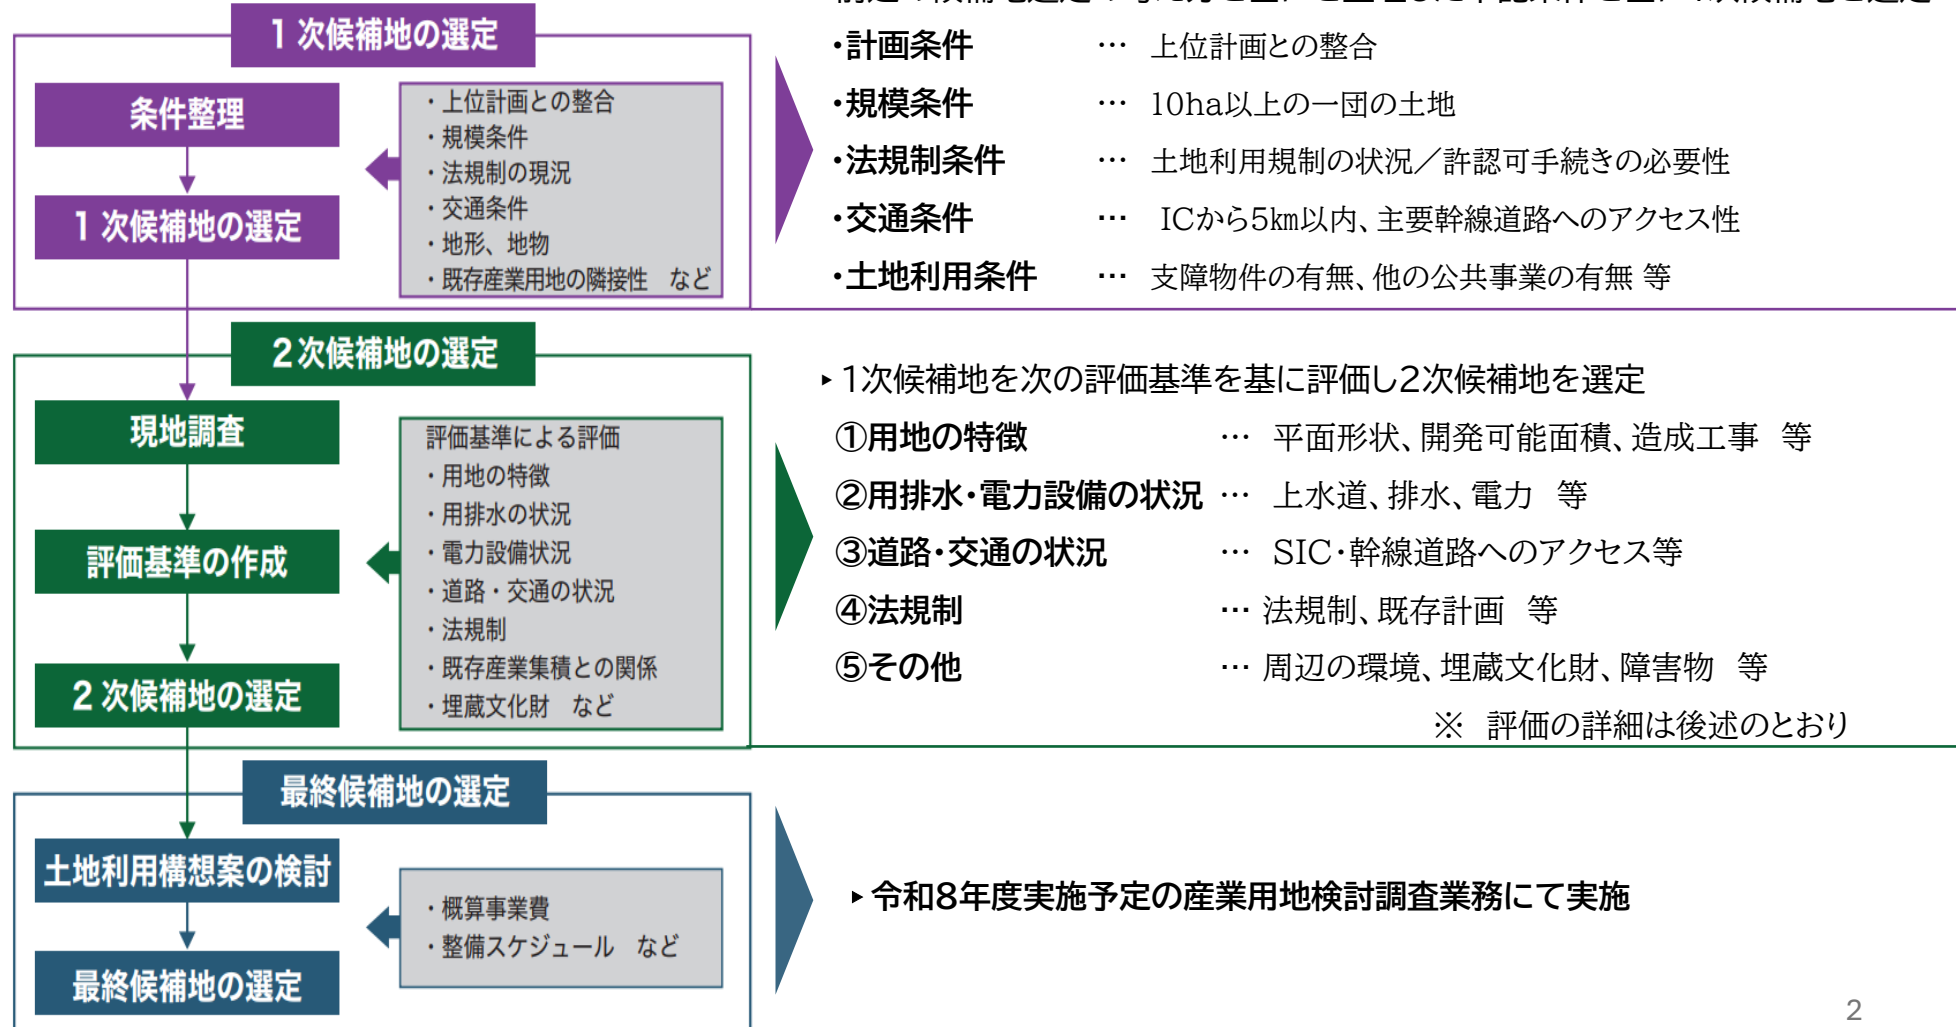 1次候補地の選定
条件整理
1次候補地の選定
・上位計画との整合
・規模条件
・法規制の現況
・交通条件
・地形、地物
・既存産業用地の隣接性 など
・計画条件 … 上位計画との整合
・規模条件 … 10ha以上の一団の土地
・法規制条件 … 土地利用規制の状況／許認可手続きの必要性
・交通条件 … ICから5㎞以内、主要幹線道路へのアクセス性
・土地利用条件 … 支障物件の有無、他の公共事業の有無 等
2次候補地の選定
現地調査
評価基準の作成
2次候補地の選定
評価基準による評価
・用地の特徴
・用排水の状況
・電力設備状況
・道路・交通の状況
・法規制
・既存産業集積との関係
・埋蔵文化財 など
▸1次候補地を次の評価基準を基に評価し2次候補地を選定
①用地の特徴 … 平面形状、開発可能面積、造成工事 等
②用排水・電力設備の状況 … 上水道、排水、電力 等
③道路・交通の状況 … SIC・幹線道路へのアクセス等
④法規制 … 法規制、既存計画 等
⑤その他 … 周辺の環境、埋蔵文化財、障害物 等
※ 評価の詳細は後述のとおり
最終候補地の選定
土地利用構想案の検討
最終候補地の選定
・概算事業費
・整備スケジュール など
▸令和8年度実施予定の産業用地検討調査業務にて実施
2